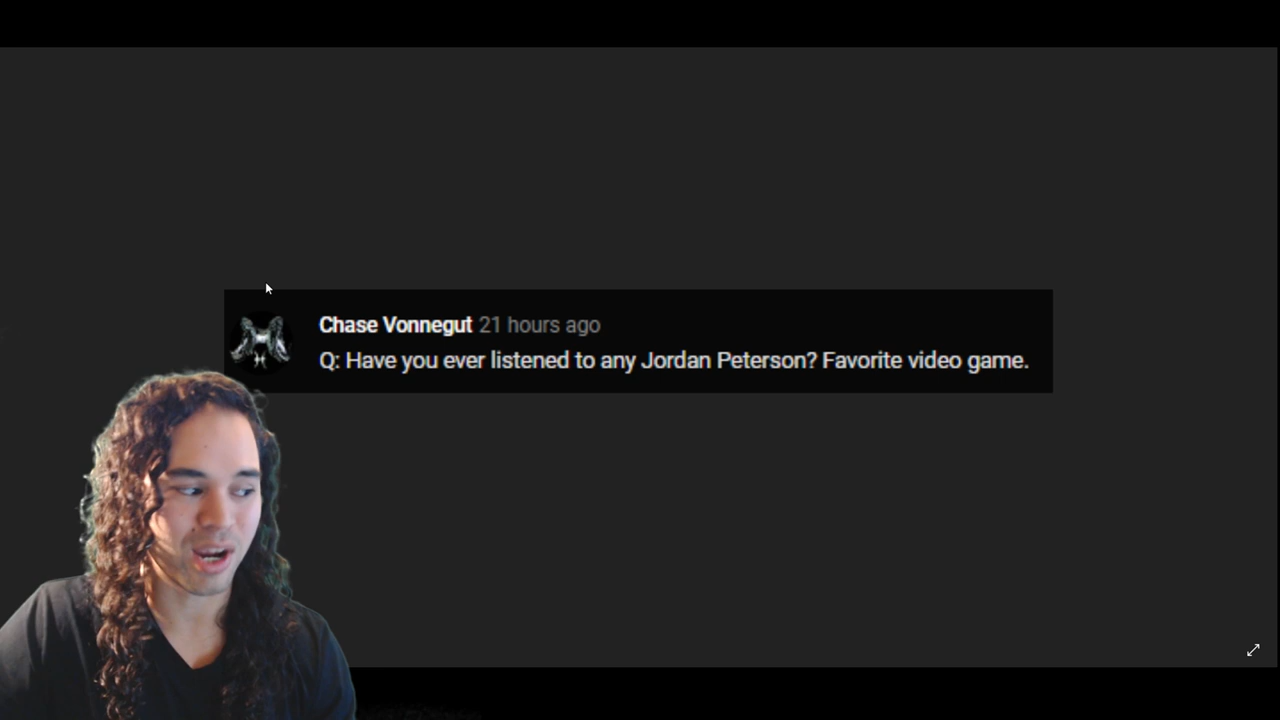 Chase Vonnegut 21 hours ago
Q: Have you ever listened to any Jordan Peterson? Favorite video game.